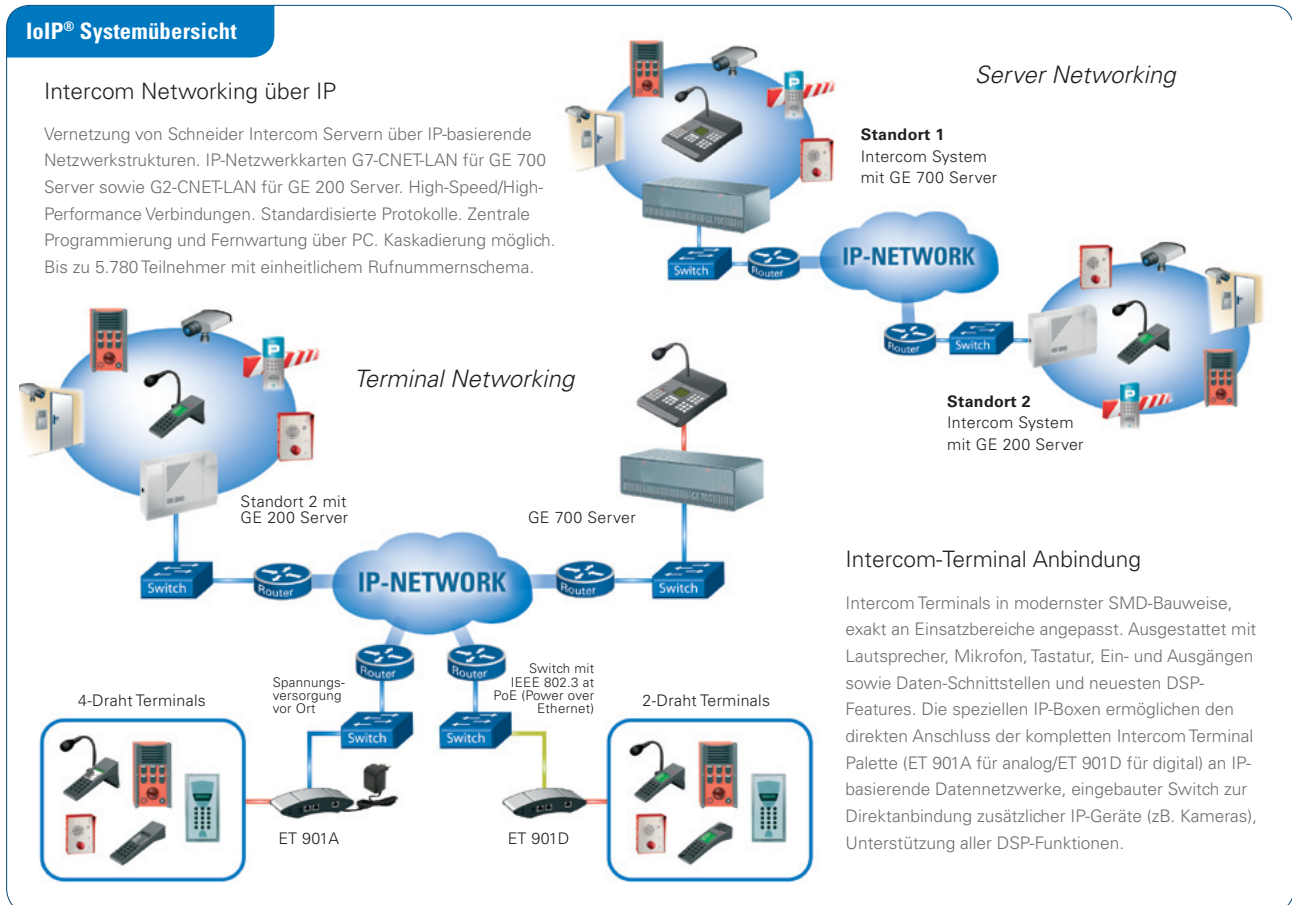 IoIP® Systemübersicht
Intercom Networking über IP
Vernetzung von Schneider Intercom Servern über IP-basierende
Netzwerkstrukturen. IP-Netzwerkkarten G7-CNET-LAN für GE 700
Server sowie G2-CNET-LAN für GE 200 Server. High-Speed/High-
Performance Verbindungen. Standardisierte Protokolle. Zentrale
Programmierung und Fernwartung über PC. Kaskadierung möglich.
Bis zu 5.780 Teilnehmer mit einheitlichem Rufnummernschema.
Server Networking
Standort 1
Intercom System
mit GE 700 Server
GE 700
Switch
Router
IP-NETWORK
Router
Switch
GE 200
Standort 2
Intercom System
mit GE 200 Server
Terminal Networking
GE 200
Standort 2 mit
GE 200 Server
GE 700
GE 700 Server
Switch
Router
IP-NETWORK
Router
Switch
Router
Router
Spannungs-
versorgung
vor Ort
Switch mit
IEEE 802.3 at
PoE (Power over
Ethernet)
Switch
Switch
4-Draht Terminals
2-Draht Terminals
ET 901A
ET 901D
Intercom-Terminal Anbindung
Intercom Terminals in modernster SMD-Bauweise,
exakt an Einsatzbereiche angepasst. Ausgestattet mit
Lautsprecher, Mikrofon, Tastatur, Ein- und Ausgängen
sowie Daten-Schnittstellen und neuesten DSP-
Features. Die speziellen IP-Boxen ermöglichen den
direkten Anschluss der kompletten Intercom Terminal
Palette (ET 901A für analog/ET 901D für digital) an IP-
basierende Datennetzwerke, eingebauter Switch zur
Direktanbindung zusätzlicher IP-Geräte (zB. Kameras),
Unterstützung aller DSP-Funktionen.
P
P
P